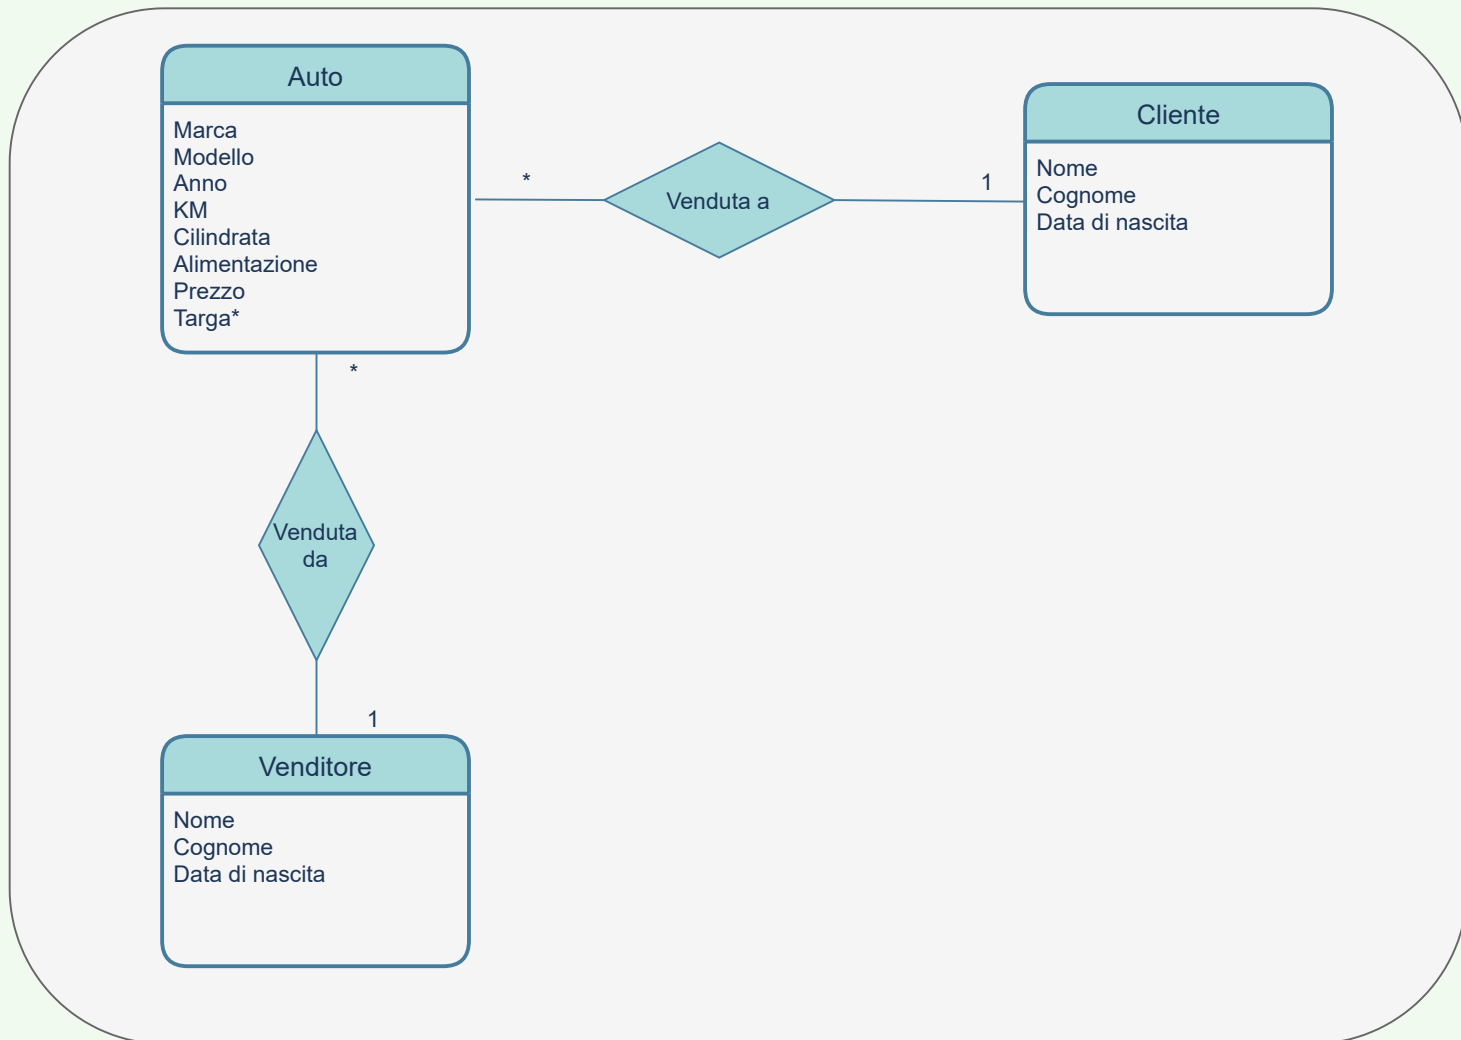 Auto
Marca
Modello
Anno
KM
Cilindrata
Alimentazione
Prezzo
Targa*
*
Venduta a
1
Cliente
Nome
Cognome
Data di nascita
*
Venduta
da
1
Venditore
Nome
Cognome
Data di nascita